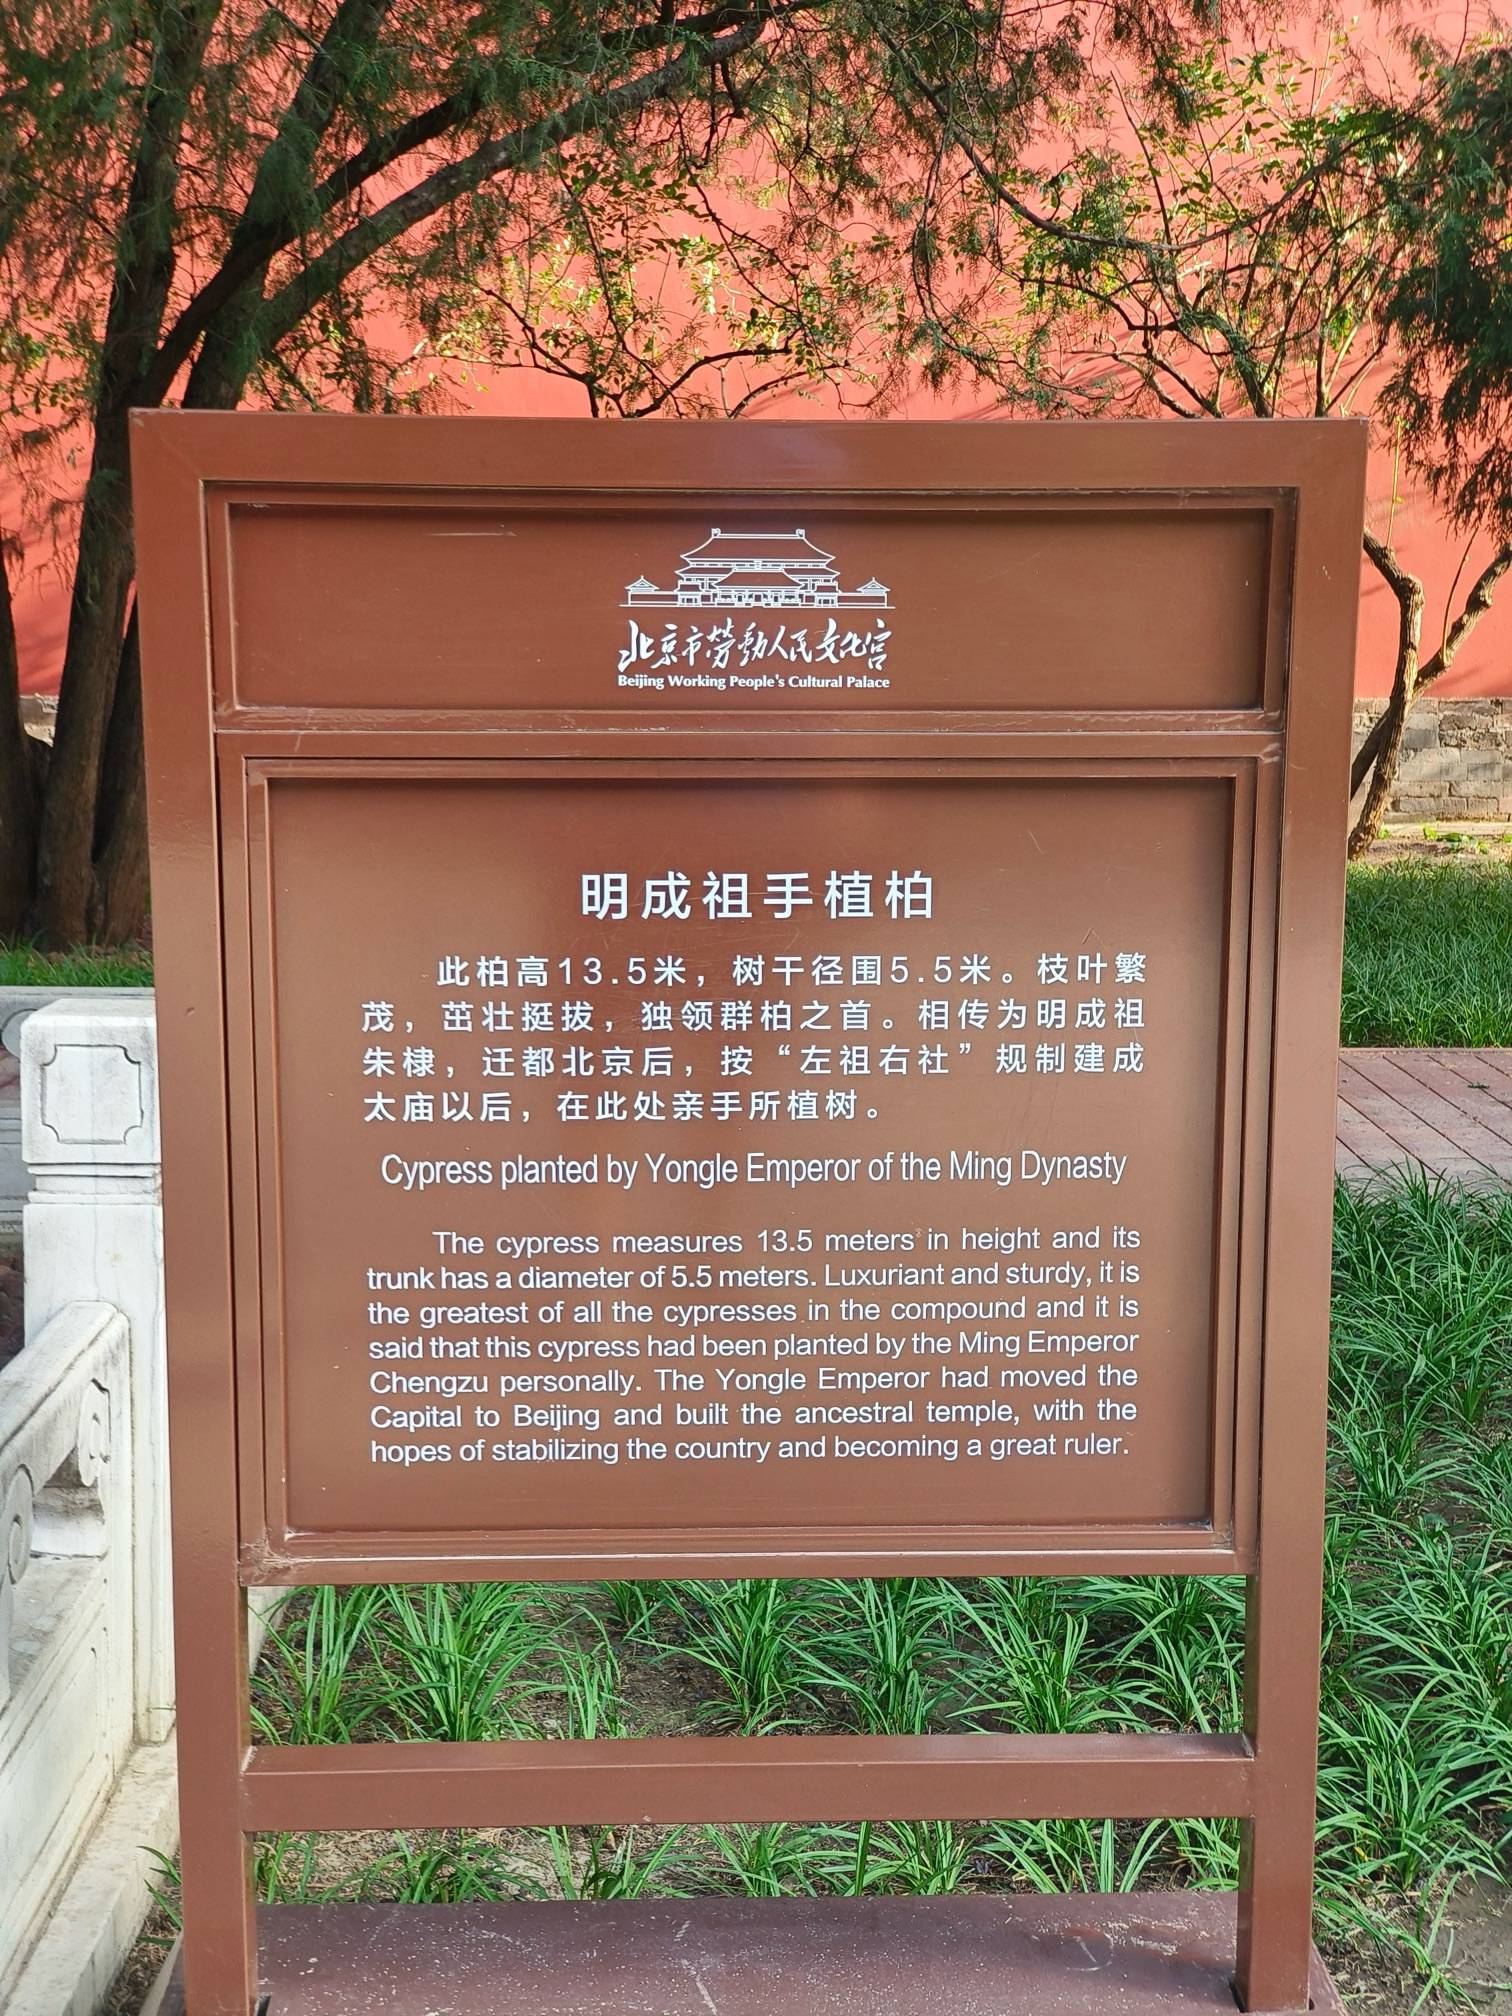 北京市劳动人民文化宫
Beijing Working People's Cultural Palace
明成祖手植柏
此柏高13.5米，树干径围5.5米。枝叶繁
茂，茁壮挺拔，独领群柏之首。相传为明成祖
朱棣，迁都北京后，按“左祖右社”规制建成
太庙以后，在此处亲手所植树。
Cypress planted by Yongle Emperor of the Ming Dynasty
The cypress measures 13.5 meters in height and its
trunk has a diameter of 5.5 meters. Luxuriant and sturdy, it is
the greatest of all the cypresses in the compound and it is
said that this cypress had been planted by the Ming Emperor
Chengzu personally. The Yongle Emperor had moved the
Capital to Beijing and built the ancestral temple, with the
hopes of stabilizing the country and becoming a great ruler.